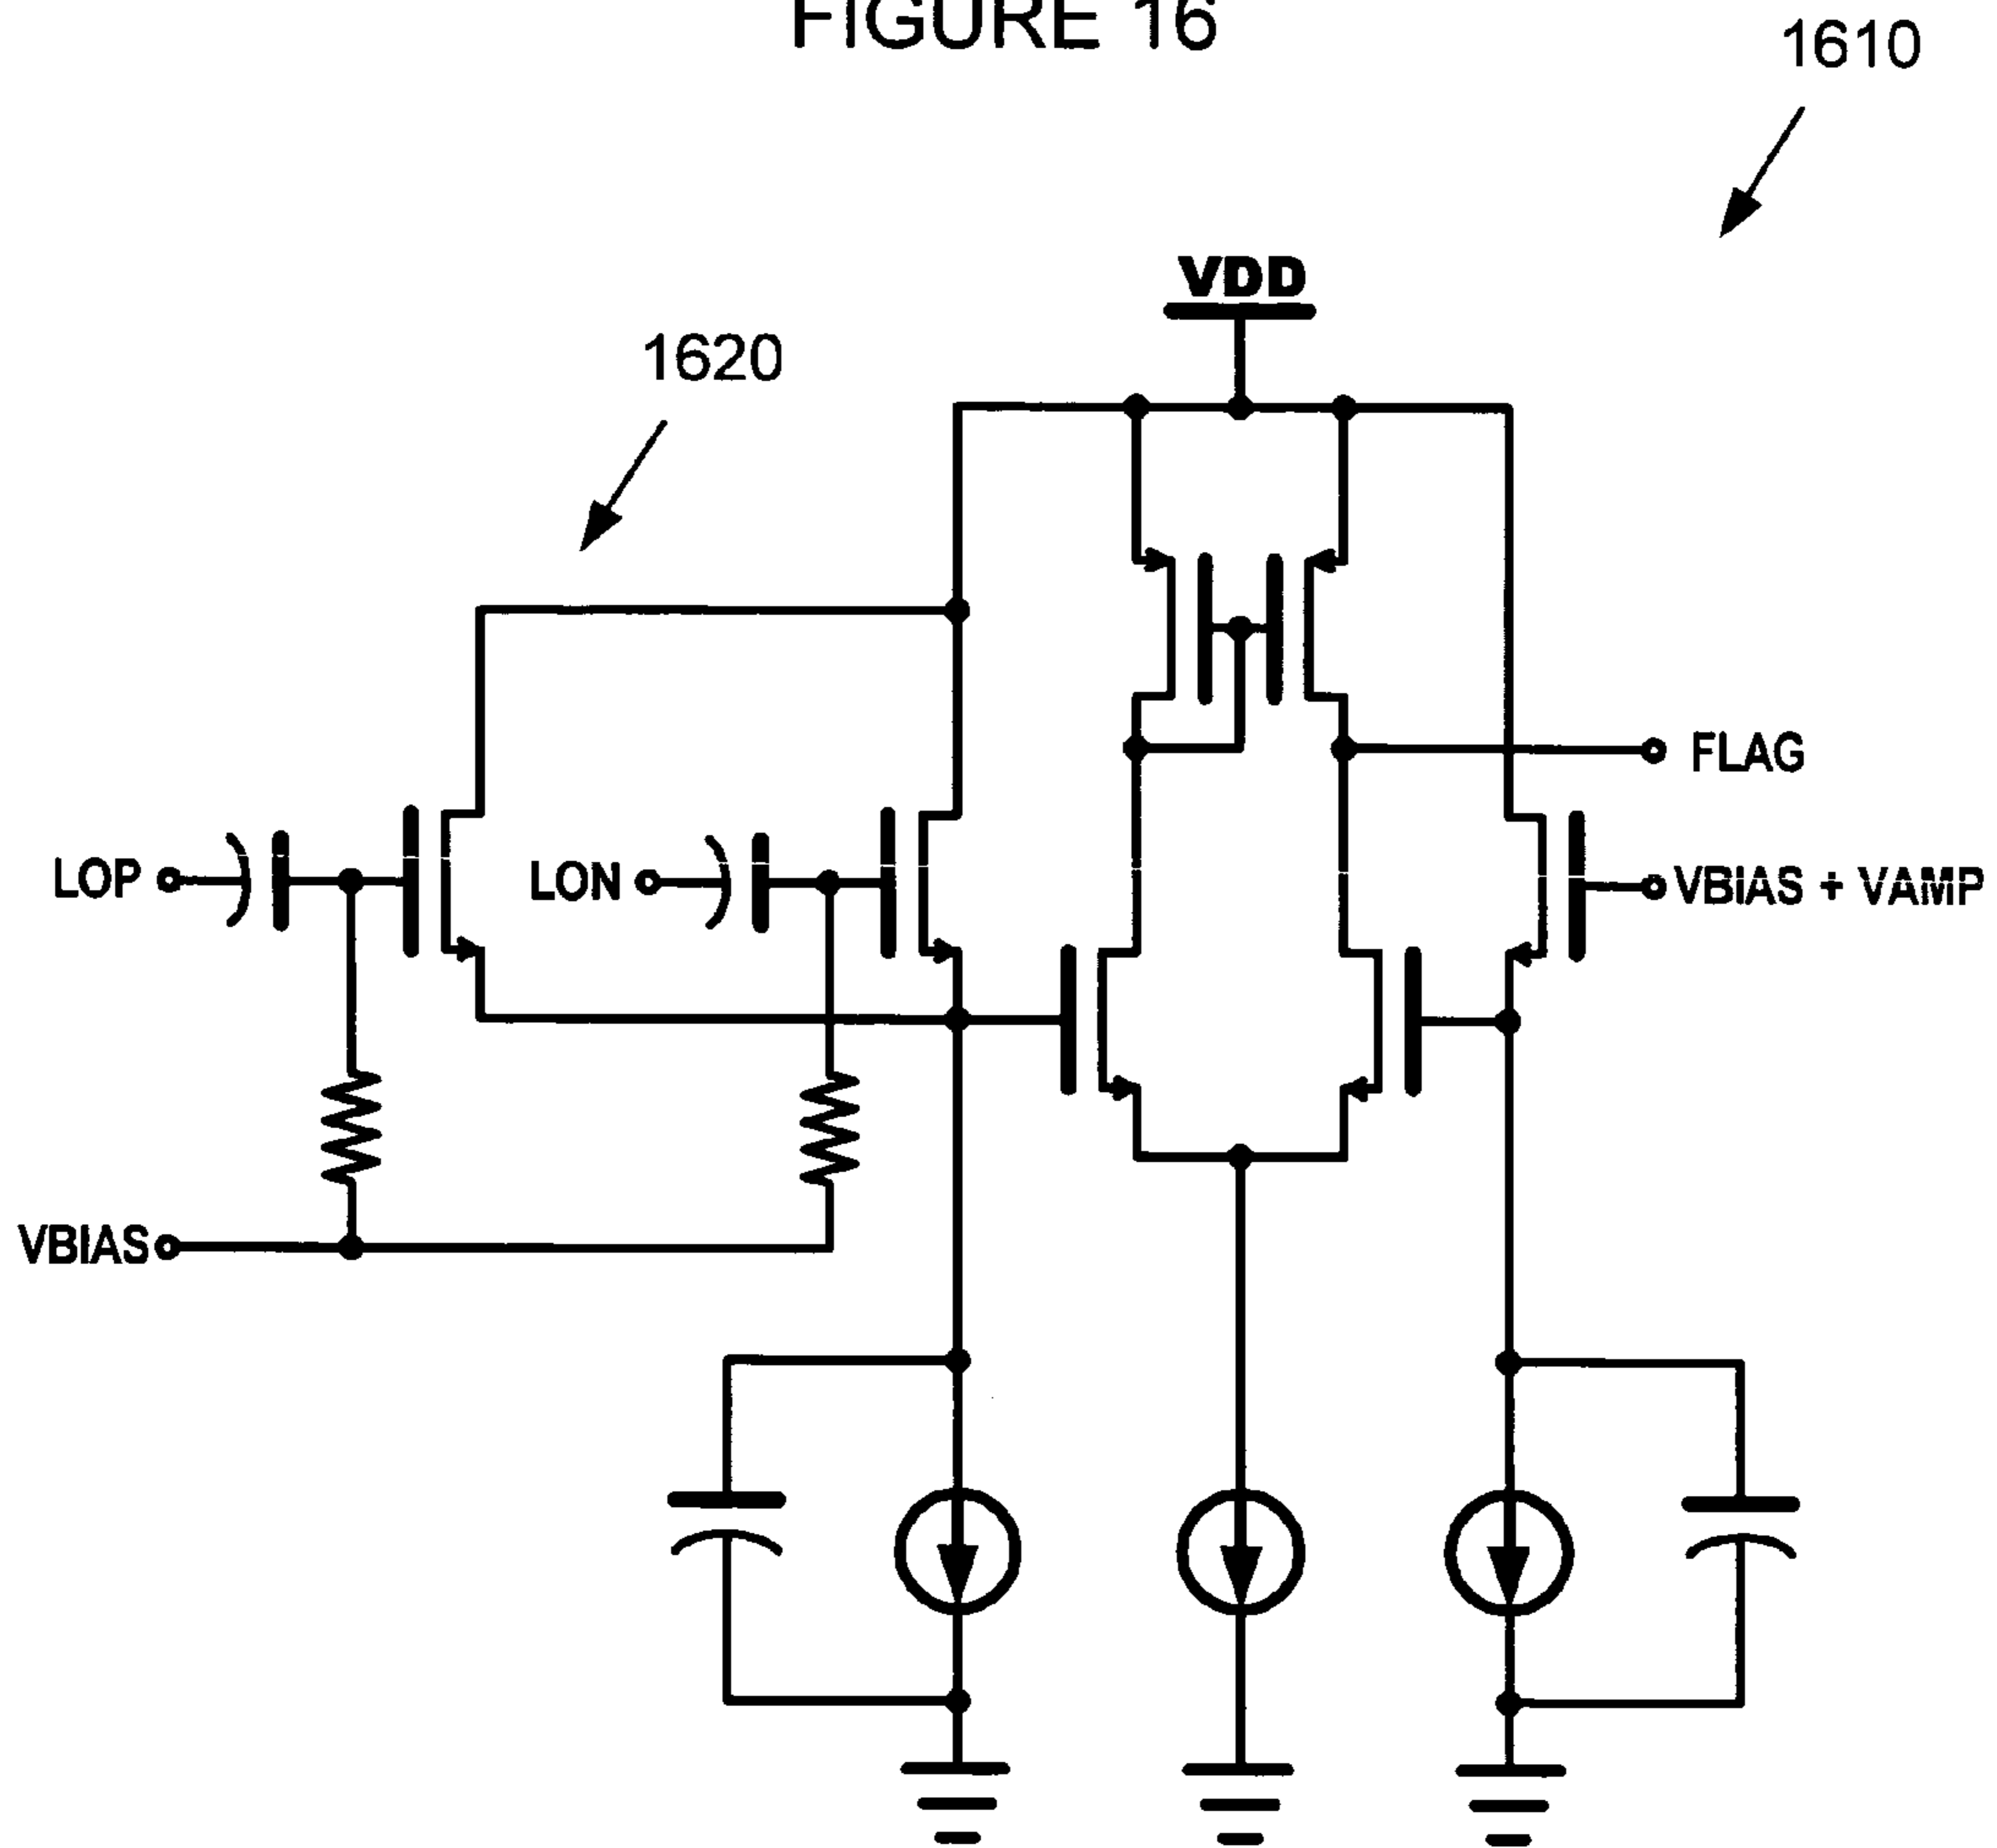 FIGURE 16
1610
VDD
1620
FLAG
LOP
LON
VBIAS + VAMP
VBIAS